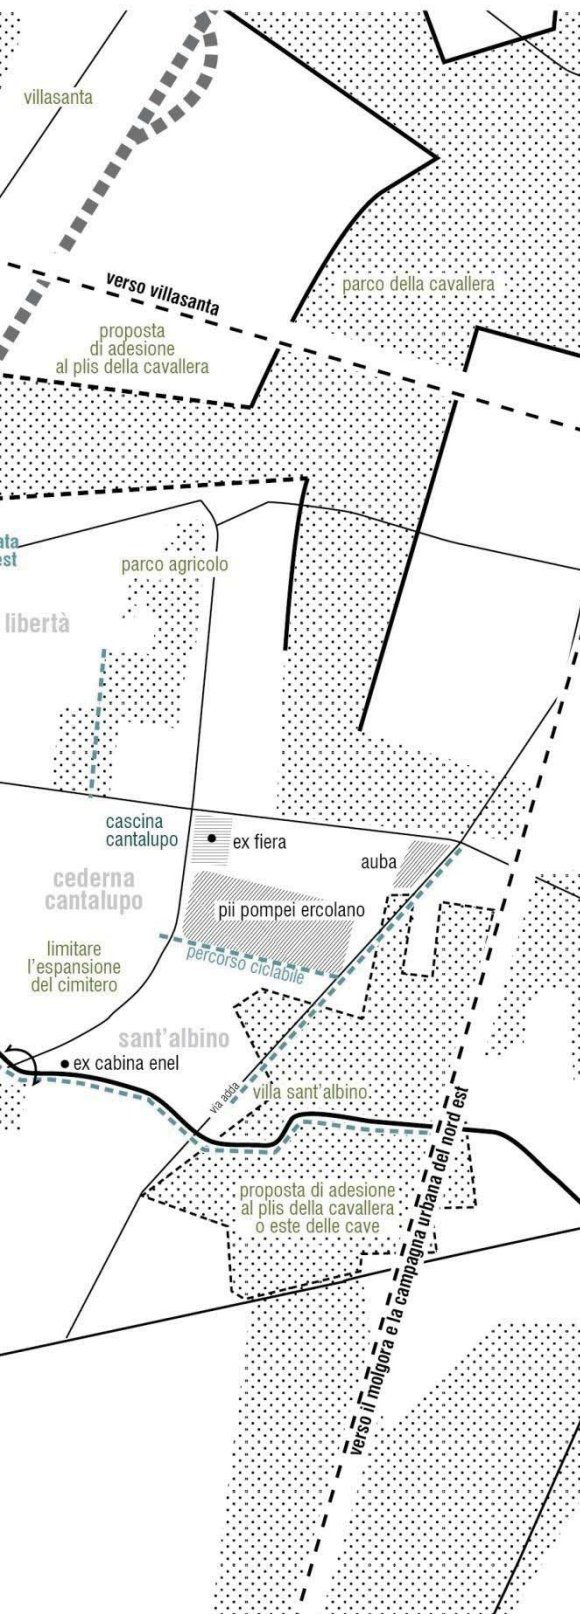 villasanta
verso villasanta
parco della cavallera
proposta
di adesione
al plis della cavallera
est
parco agricolo
libertà
cascina
cantalupo
ex fiera
auba
cederna
cantalupo
pii pompei ercolano
limitare
l'espansione
del cimitero
percorso ciclabile
sant'albino
ex cabina enel
via adda
villa sant'albino
verso il molgora e la campagna urbana del nord est
proposta di adesione
al plis della cavallera
o este delle cave